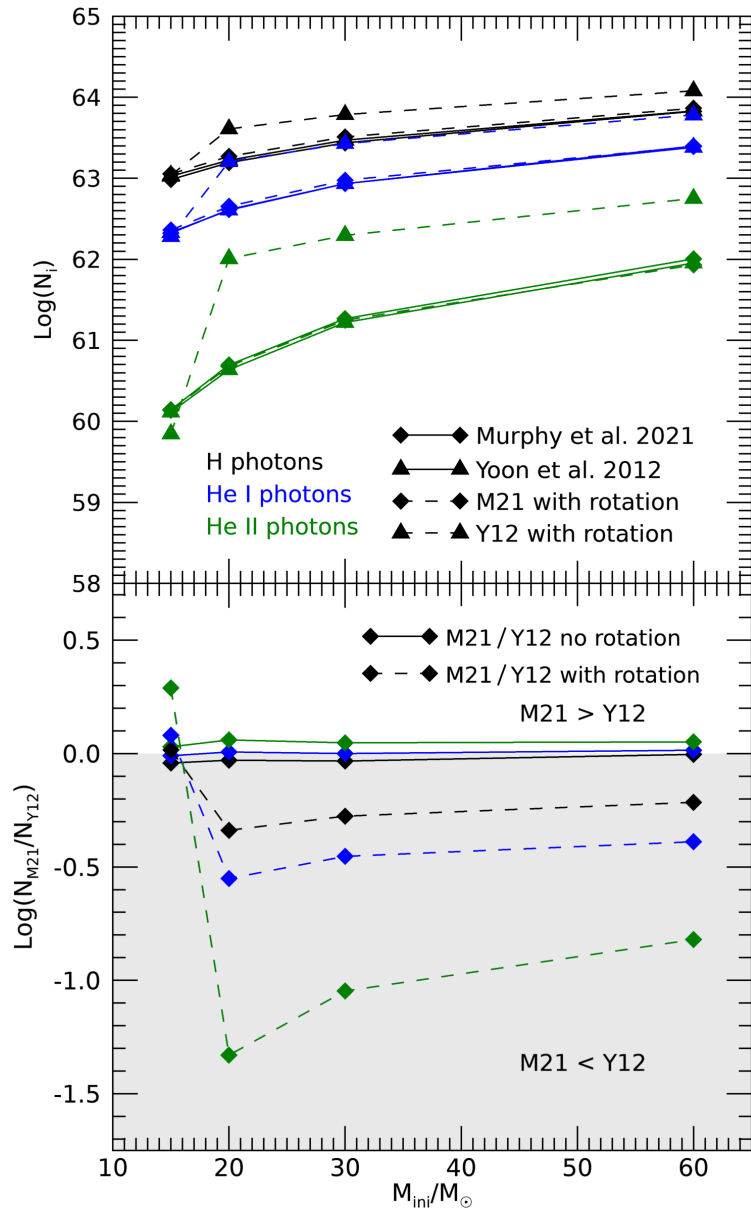 65
64
63
62
61
60
59
58
Log(N_i)
H photons
He I photons
He II photons
Murphy et al. 2021
Yoon et al. 2012
M21 with rotation
Y12 with rotation
0.5
0.0
-0.5
-1.0
-1.5
Log(N_M21/N_Y12)
M21 / Y12 no rotation
M21 / Y12 with rotation
M21 > Y12
M21 < Y12
10 20 30 40 50 60
M_ini/M_☉